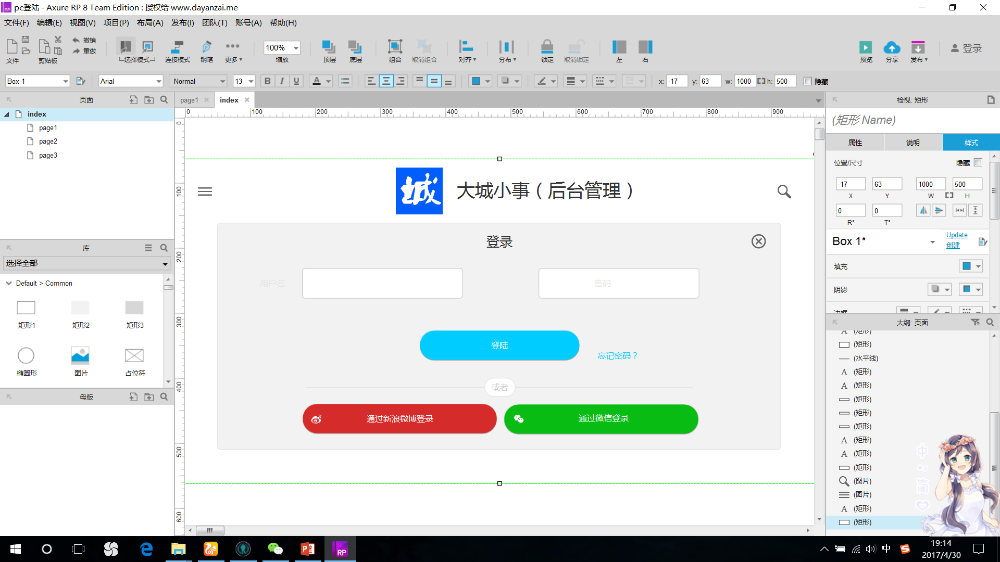 pc登陆 - Axure RP 8 Team Edition : 授权给 www.dayanzai.me
文件(F) 编辑(E) 视图(V) 项目(P) 布局(A) 发布(I) 团队(T) 账号(A) 帮助(H)
撤销
重做
100%
登录
文件 剪贴板 选择模式 连接模式 钢笔 更多 缩放 顶层 底层 组合 取消组合 对齐 分布 锁定 取消锁定 左 右 预览 分享 发布
Box 1 Arial Normal 13 B I U A x: -17 y: 63 w: 1000 h: 500 隐藏
页面
index
page1
page2
page3
库
选择全部
Default > Common
矩形1 矩形2 矩形3
椭圆形 图片 占位符
母版
page1 index
0 100 200 300 400 500 600 700 800 900
0
100
200
300
400
500
600
城
大城小事（后台管理）
登录
用户名
密码
登陆
忘记密码？
或者
通过新浪微博登录 通过微信登录
检视: 矩形
(矩形 Name)
属性 说明 样式
位置/尺寸 隐藏
-17 63 1000 500
X Y W H
0 0
R° T°
Box 1*
Update
创建
填充
阴影
边框
大纲: 页面
A (矩形)
(矩形)
(水平线)
A (矩形)
A (矩形)
(矩形)
(矩形)
(矩形)
A (矩形)
A (矩形)
(矩形)
(图片)
(图片)
A (矩形)
(矩形)
中
简
RP
中
19:14
2017/4/30